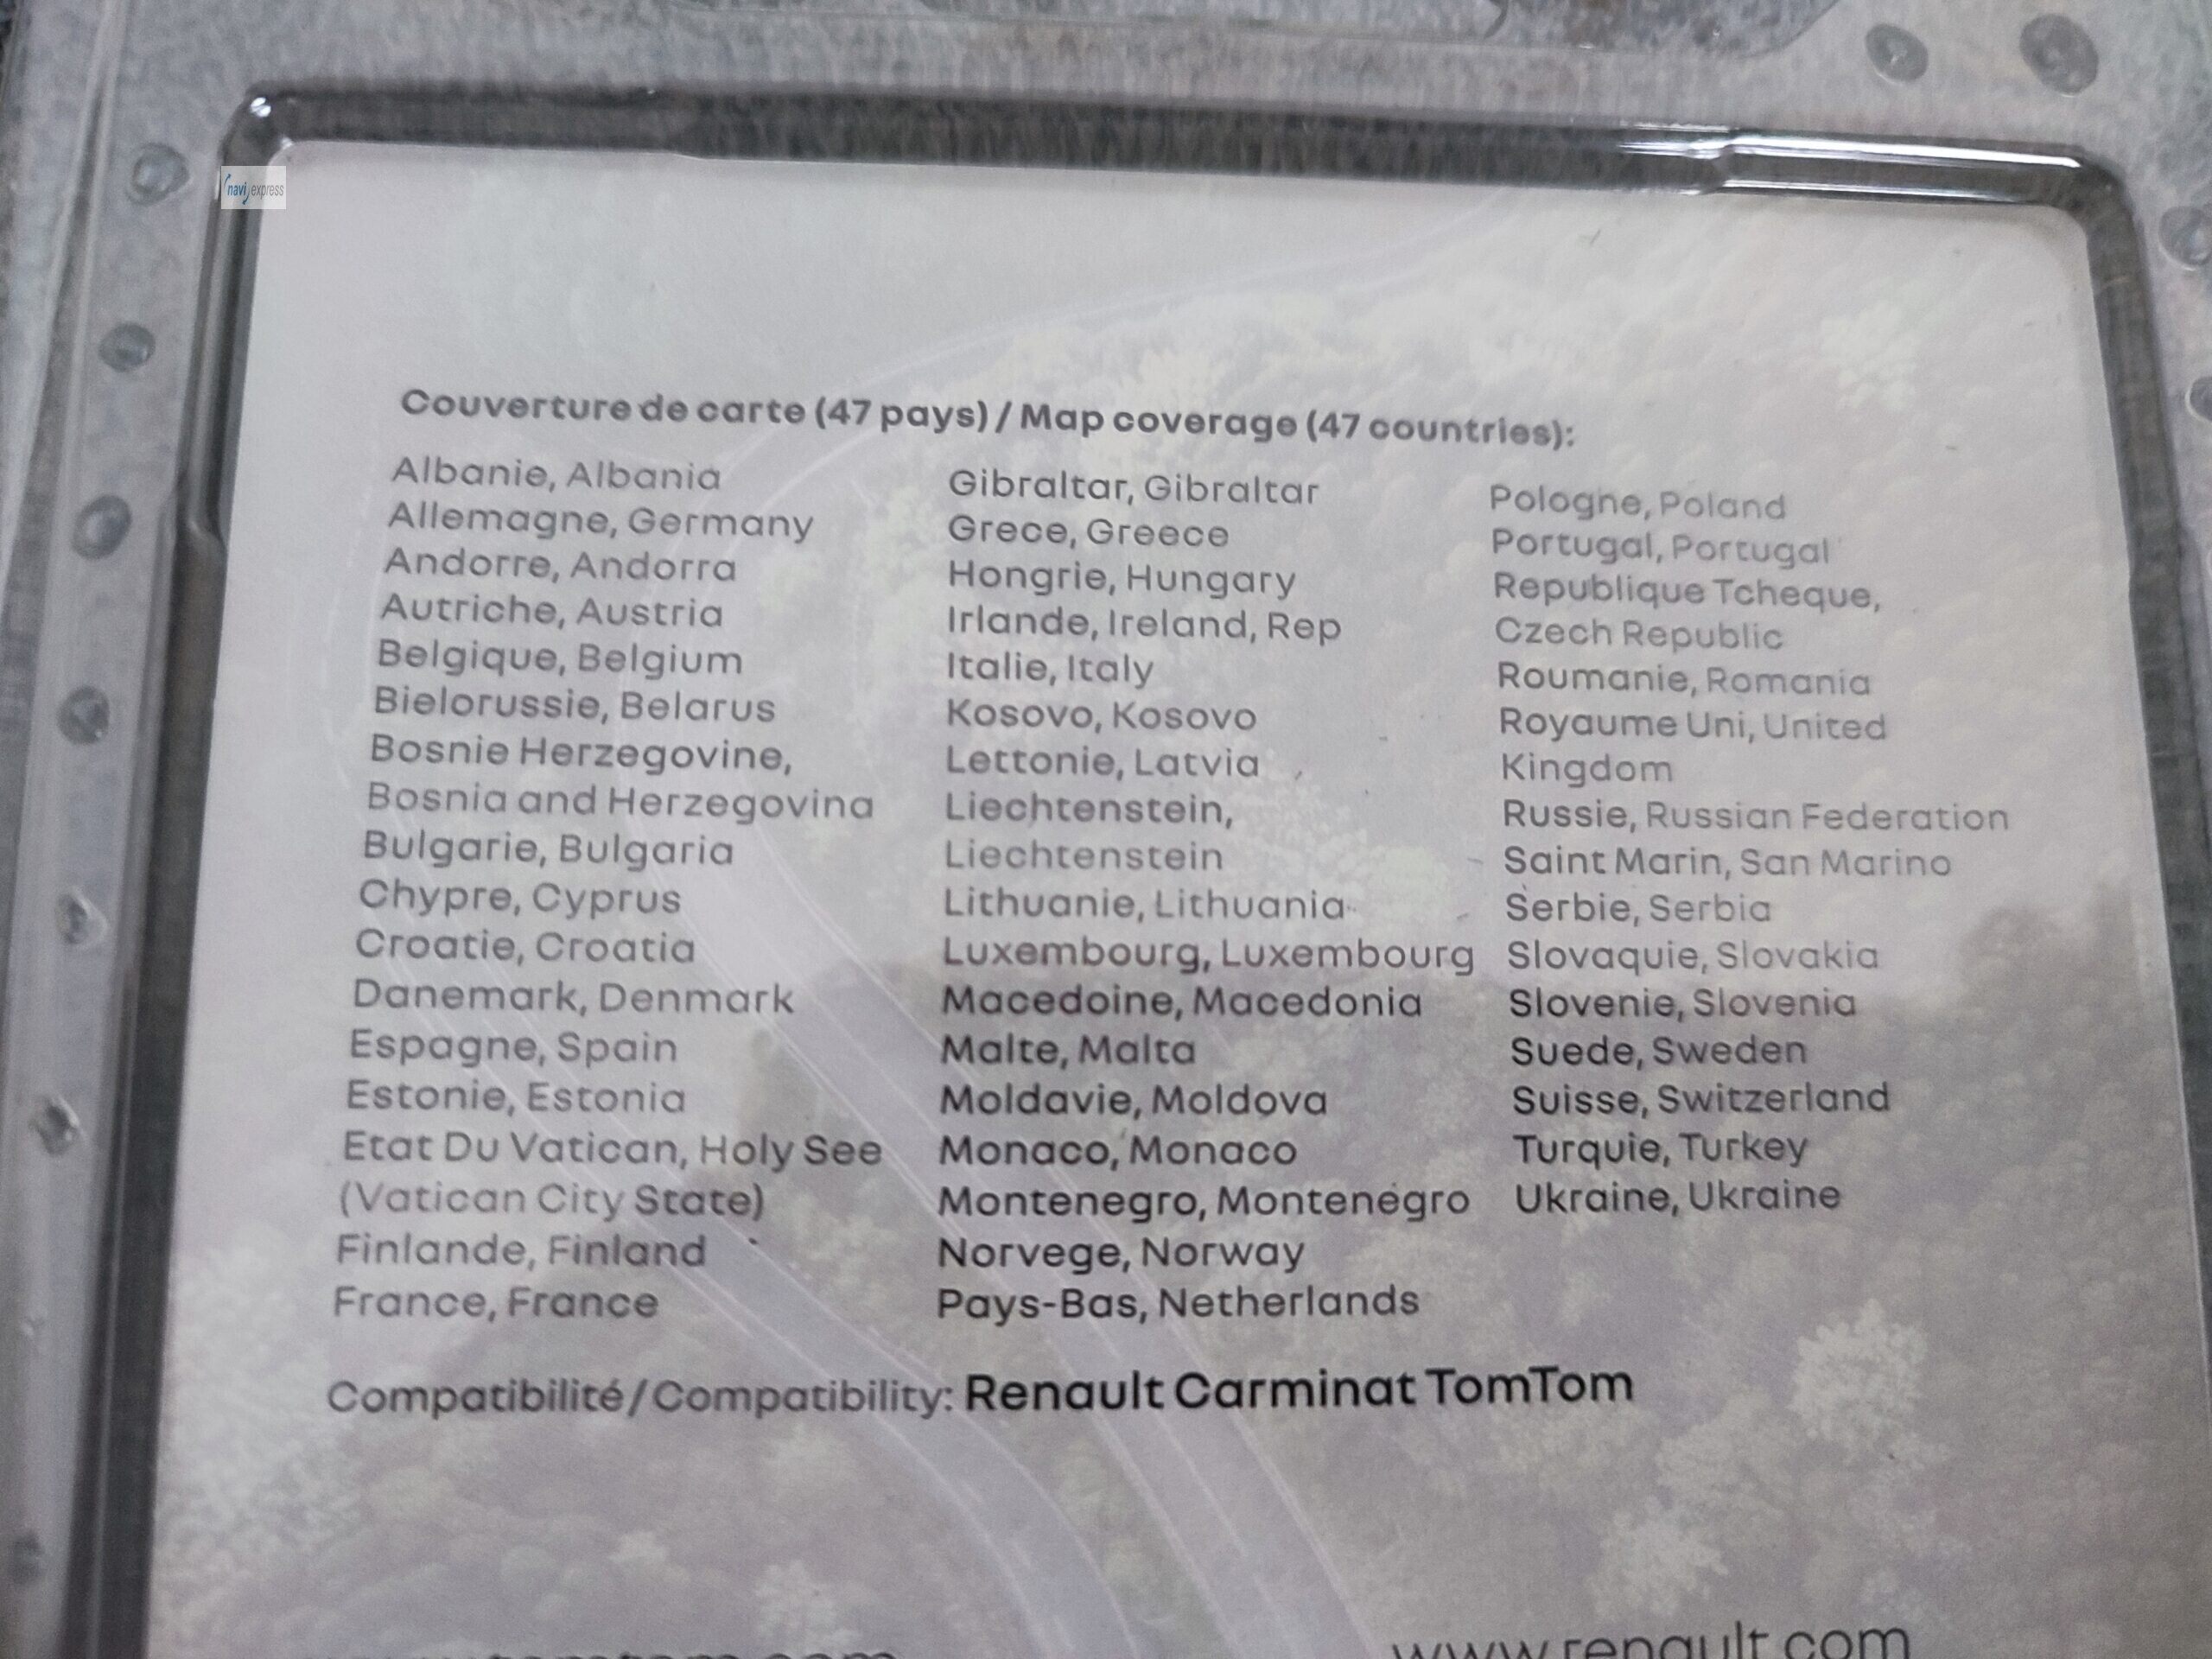 navi express
Couverture de carte (47 pays) / Map coverage (47 countries):
Albanie, Albania
Allemagne, Germany
Andorre, Andorra
Autriche, Austria
Belgique, Belgium
Bielorussie, Belarus
Bosnie Herzegovine,
Bosnia and Herzegovina
Bulgarie, Bulgaria
Chypre, Cyprus
Croatie, Croatia
Danemark, Denmark
Espagne, Spain
Estonie, Estonia
Etat Du Vatican, Holy See
(Vatican City State)
Finlande, Finland
France, France
Gibraltar, Gibraltar
Grece, Greece
Hongrie, Hungary
Irlande, Ireland, Rep
Italie, Italy
Kosovo, Kosovo
Lettonie, Latvia
Liechtenstein,
Liechtenstein
Lithuanie, Lithuania
Luxembourg, Luxembourg
Macedoine, Macedonia
Malte, Malta
Moldavie, Moldova
Monaco, Monaco
Montenegro, Montenegro
Norvege, Norway
Pays-Bas, Netherlands
Pologne, Poland
Portugal, Portugal
Republique Tcheque,
Czech Republic
Roumanie, Romania
Royaume Uni, United
Kingdom
Russie, Russian Federation
Saint Marin, San Marino
Serbie, Serbia
Slovaquie, Slovakia
Slovenie, Slovenia
Suede, Sweden
Suisse, Switzerland
Turquie, Turkey
Ukraine, Ukraine
Compatibilité / Compatibility: Renault Carminat TomTom
www.renault.com